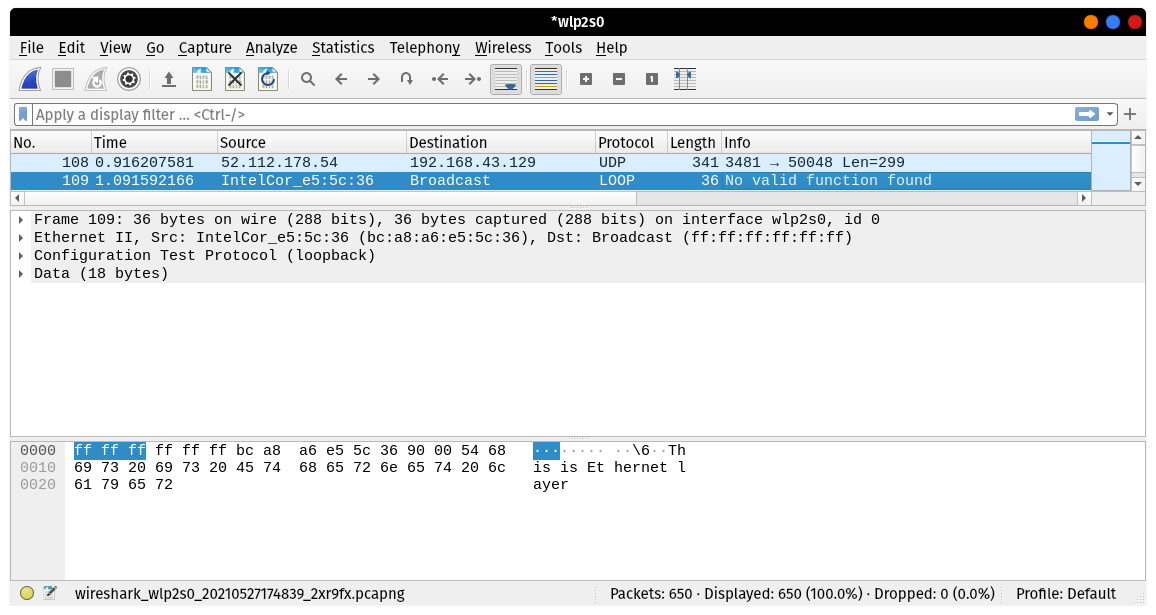 *wlp2s0
File Edit View Go Capture Analyze Statistics Telephony Wireless Tools Help
Apply a display filter ... <Ctrl-/>
No. Time Source Destination Protocol Length Info
108 0.916207581 52.112.178.54 192.168.43.129 UDP 341 3481 → 50048 Len=299
109 1.091592166 IntelCor_e5:5c:36 Broadcast LOOP 36 No valid function found
Frame 109: 36 bytes on wire (288 bits), 36 bytes captured (288 bits) on interface wlp2s0, id 0
Ethernet II, Src: IntelCor_e5:5c:36 (bc:a8:a6:e5:5c:36), Dst: Broadcast (ff:ff:ff:ff:ff:ff)
Configuration Test Protocol (loopback)
Data (18 bytes)
0000 ff ff ff ff ff ff bc a8 a6 e5 5c 36 90 00 54 68 ········ ··\6··Th
0010 69 73 20 69 73 20 45 74 68 65 72 6e 65 74 20 6c is is Et hernet l
0020 61 79 65 72 ayer
wireshark_wlp2s0_20210527174839_2xr9fx.pcapng Packets: 650 · Displayed: 650 (100.0%) · Dropped: 0 (0.0%) Profile: Default